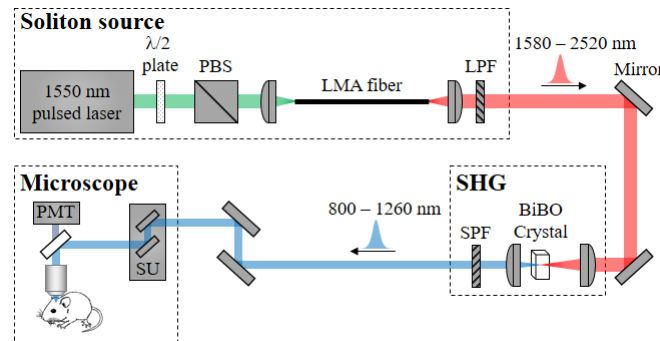 Soliton source
λ/2
plate
PBS
LMA fiber
LPF
1550 nm
pulsed laser
1580 – 2520 nm
Mirror
Microscope
PMT
SU
800 – 1260 nm
SPF
SHG
BiBO
Crystal